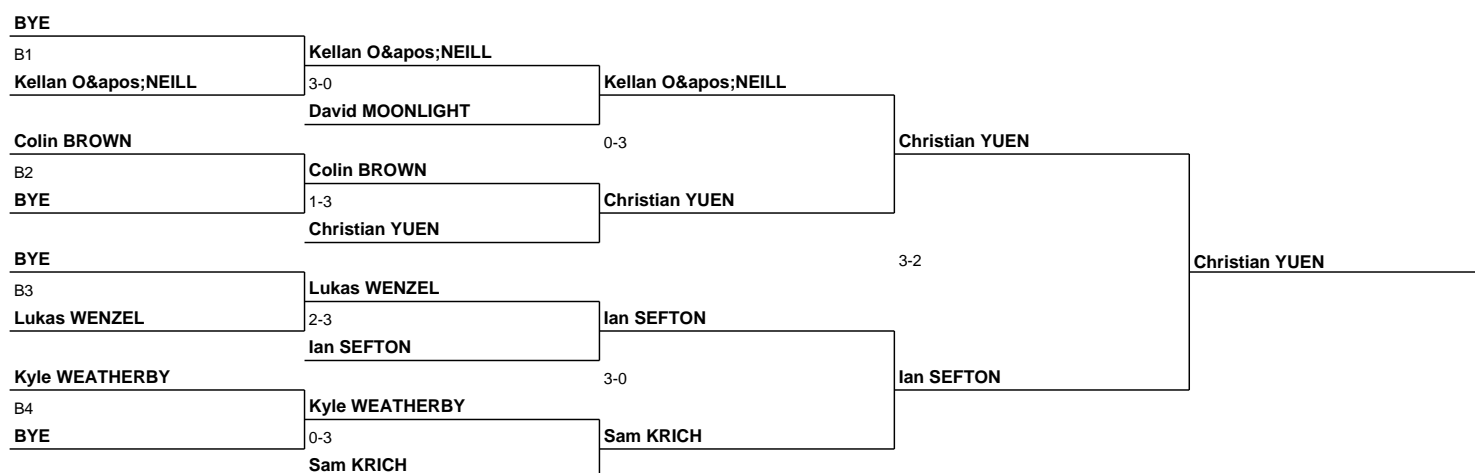 BYE
B1
Kellan O&apos;NEILL
Kellan O&apos;NEILL
3-0
David MOONLIGHT
Kellan O&apos;NEILL
Colin BROWN
B2
BYE
Colin BROWN
1-3
Christian YUEN
0-3
Christian YUEN
Christian YUEN
BYE
B3
Lukas WENZEL
Lukas WENZEL
2-3
Ian SEFTON
Ian SEFTON
Kyle WEATHERBY
B4
BYE
Kyle WEATHERBY
0-3
Sam KRICH
3-0
Sam KRICH
Ian SEFTON
3-2
Christian YUEN